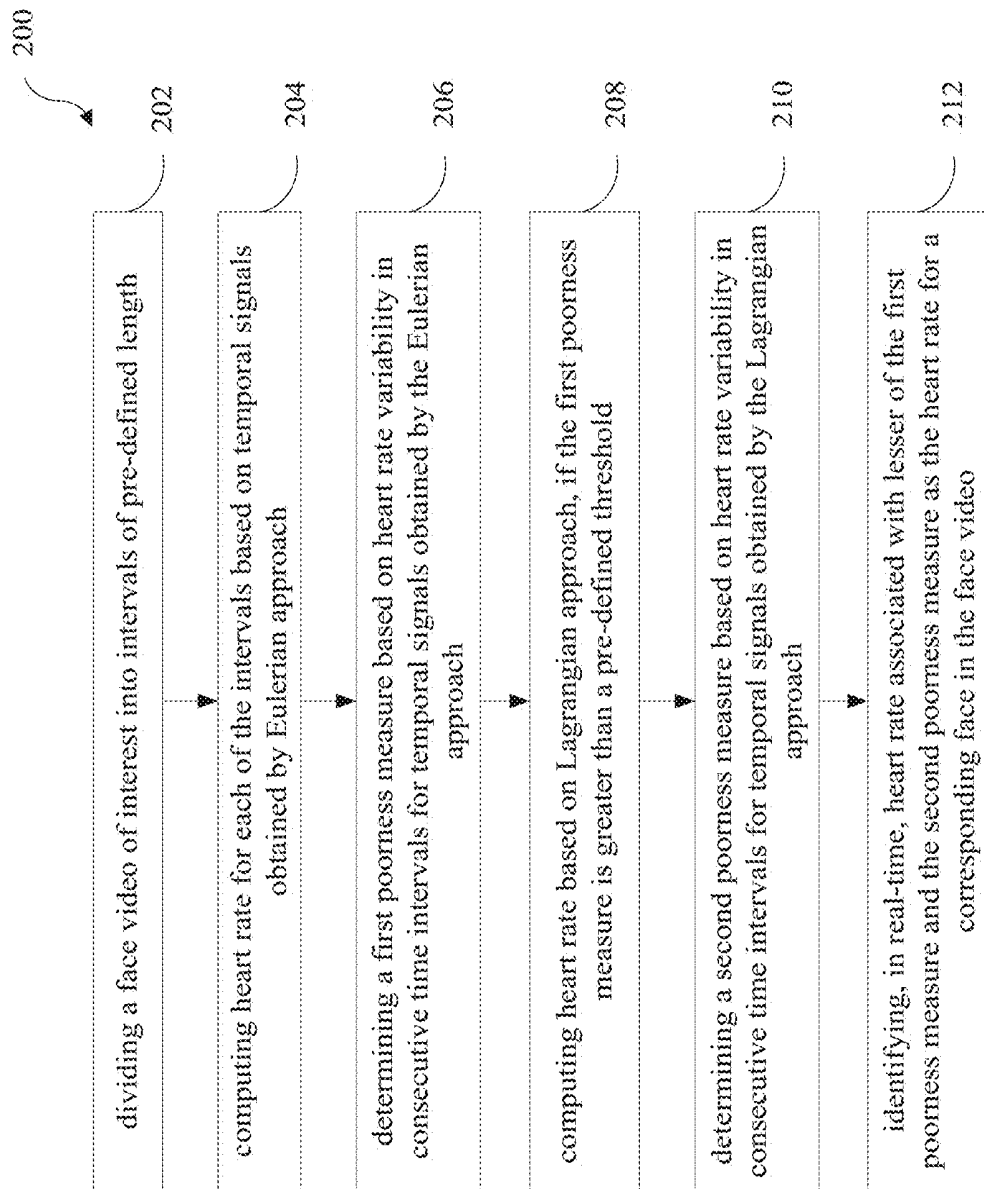 200
dividing a face video of interest into intervals of pre-defined length
202
computing heart rate for each of the intervals based on temporal signals
obtained by Eulerian approach
204
determining a first poorness measure based on heart rate variability in
consecutive time intervals for temporal signals obtained by the Eulerian
approach
206
computing heart rate based on Lagrangian approach, if the first poorness
measure is greater than a pre-defined threshold
208
determining a second poorness measure based on heart rate variability in
consecutive time intervals for temporal signals obtained by the Lagrangian
approach
210
identifying, in real-time, heart rate associated with lesser of the first
poorness measure and the second poorness measure as the heart rate for a
corresponding face in the face video
212